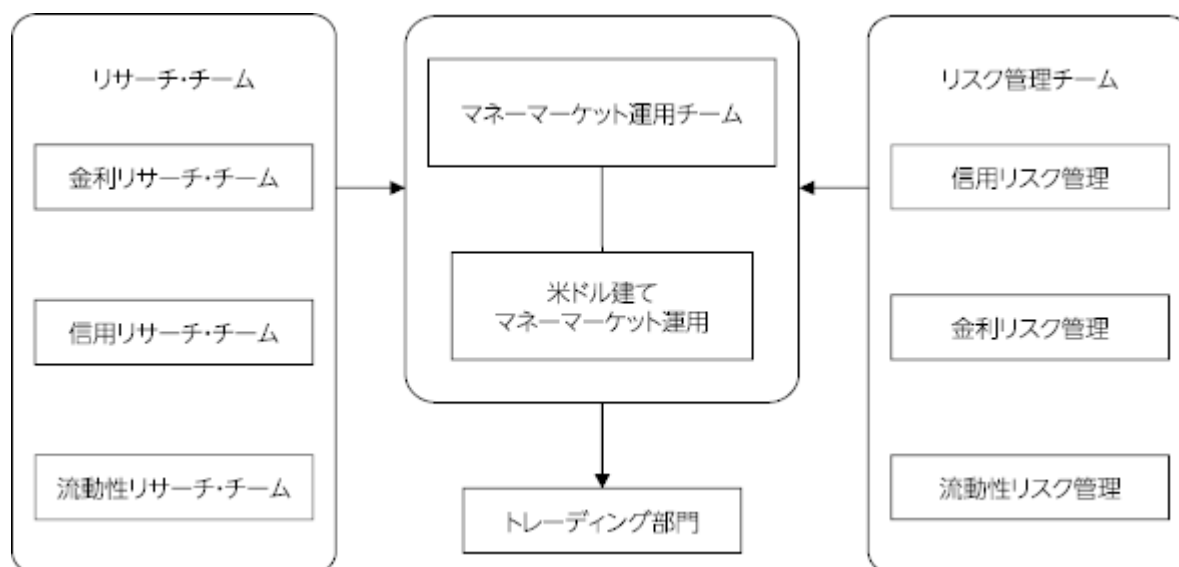 リサーチ・チーム
金利リサーチ・チーム
信用リサーチ・チーム
流動性リサーチ・チーム
マネーマーケット運用チーム
米ドル建て
マネーマーケット運用
トレーディング部門
リスク管理チーム
信用リスク管理
金利リスク管理
流動性リスク管理